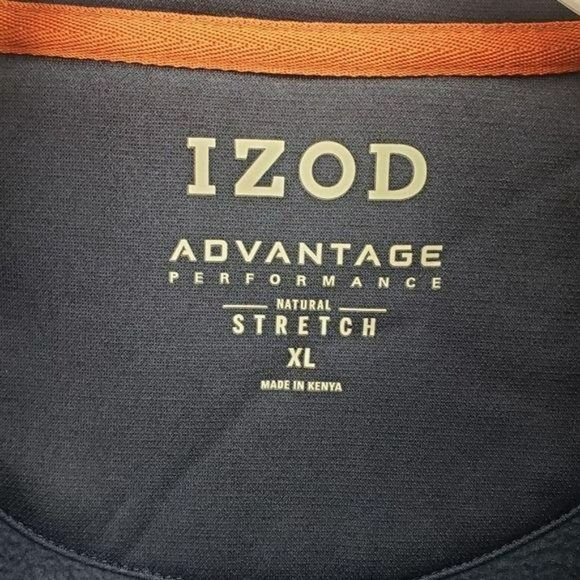 IZOD
ADVANTAGE
PERFORMANCE
NATURAL
STRETCH
XL
MADE IN KENYA